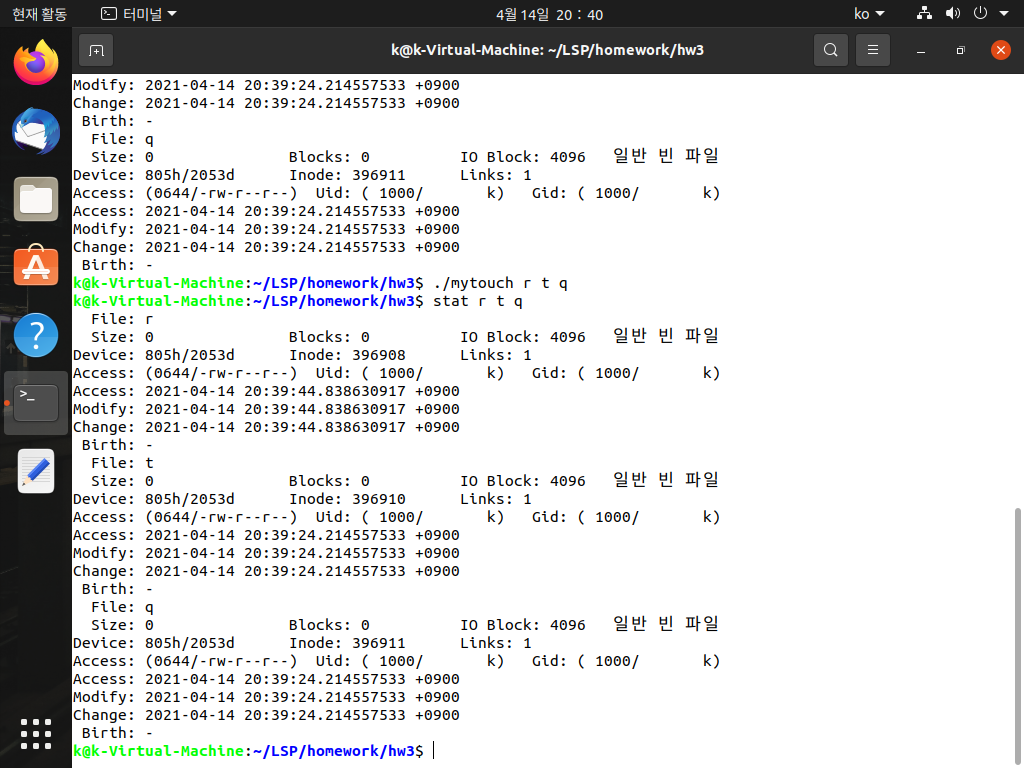 현재 활동 터미널 4월 14일 20 : 40 ko
k@k-Virtual-Machine: ~/LSP/homework/hw3
Modify: 2021-04-14 20:39:24.214557533 +0900
Change: 2021-04-14 20:39:24.214557533 +0900
 Birth: -
  File: q
  Size: 0               Blocks: 0          IO Block: 4096   일반 빈 파일
Device: 805h/2053d      Inode: 396911      Links: 1
Access: (0644/-rw-r--r--)  Uid: ( 1000/       k)   Gid: ( 1000/       k)
Access: 2021-04-14 20:39:24.214557533 +0900
Modify: 2021-04-14 20:39:24.214557533 +0900
Change: 2021-04-14 20:39:24.214557533 +0900
 Birth: -
k@k-Virtual-Machine:~/LSP/homework/hw3$ ./mytouch r t q
k@k-Virtual-Machine:~/LSP/homework/hw3$ stat r t q
  File: r
  Size: 0               Blocks: 0          IO Block: 4096   일반 빈 파일
Device: 805h/2053d      Inode: 396908      Links: 1
Access: (0644/-rw-r--r--)  Uid: ( 1000/       k)   Gid: ( 1000/       k)
Access: 2021-04-14 20:39:44.838630917 +0900
Modify: 2021-04-14 20:39:44.838630917 +0900
Change: 2021-04-14 20:39:44.838630917 +0900
 Birth: -
  File: t
  Size: 0               Blocks: 0          IO Block: 4096   일반 빈 파일
Device: 805h/2053d      Inode: 396910      Links: 1
Access: (0644/-rw-r--r--)  Uid: ( 1000/       k)   Gid: ( 1000/       k)
Access: 2021-04-14 20:39:24.214557533 +0900
Modify: 2021-04-14 20:39:24.214557533 +0900
Change: 2021-04-14 20:39:24.214557533 +0900
 Birth: -
  File: q
  Size: 0               Blocks: 0          IO Block: 4096   일반 빈 파일
Device: 805h/2053d      Inode: 396911      Links: 1
Access: (0644/-rw-r--r--)  Uid: ( 1000/       k)   Gid: ( 1000/       k)
Access: 2021-04-14 20:39:24.214557533 +0900
Modify: 2021-04-14 20:39:24.214557533 +0900
Change: 2021-04-14 20:39:24.214557533 +0900
 Birth: -
k@k-Virtual-Machine:~/LSP/homework/hw3$